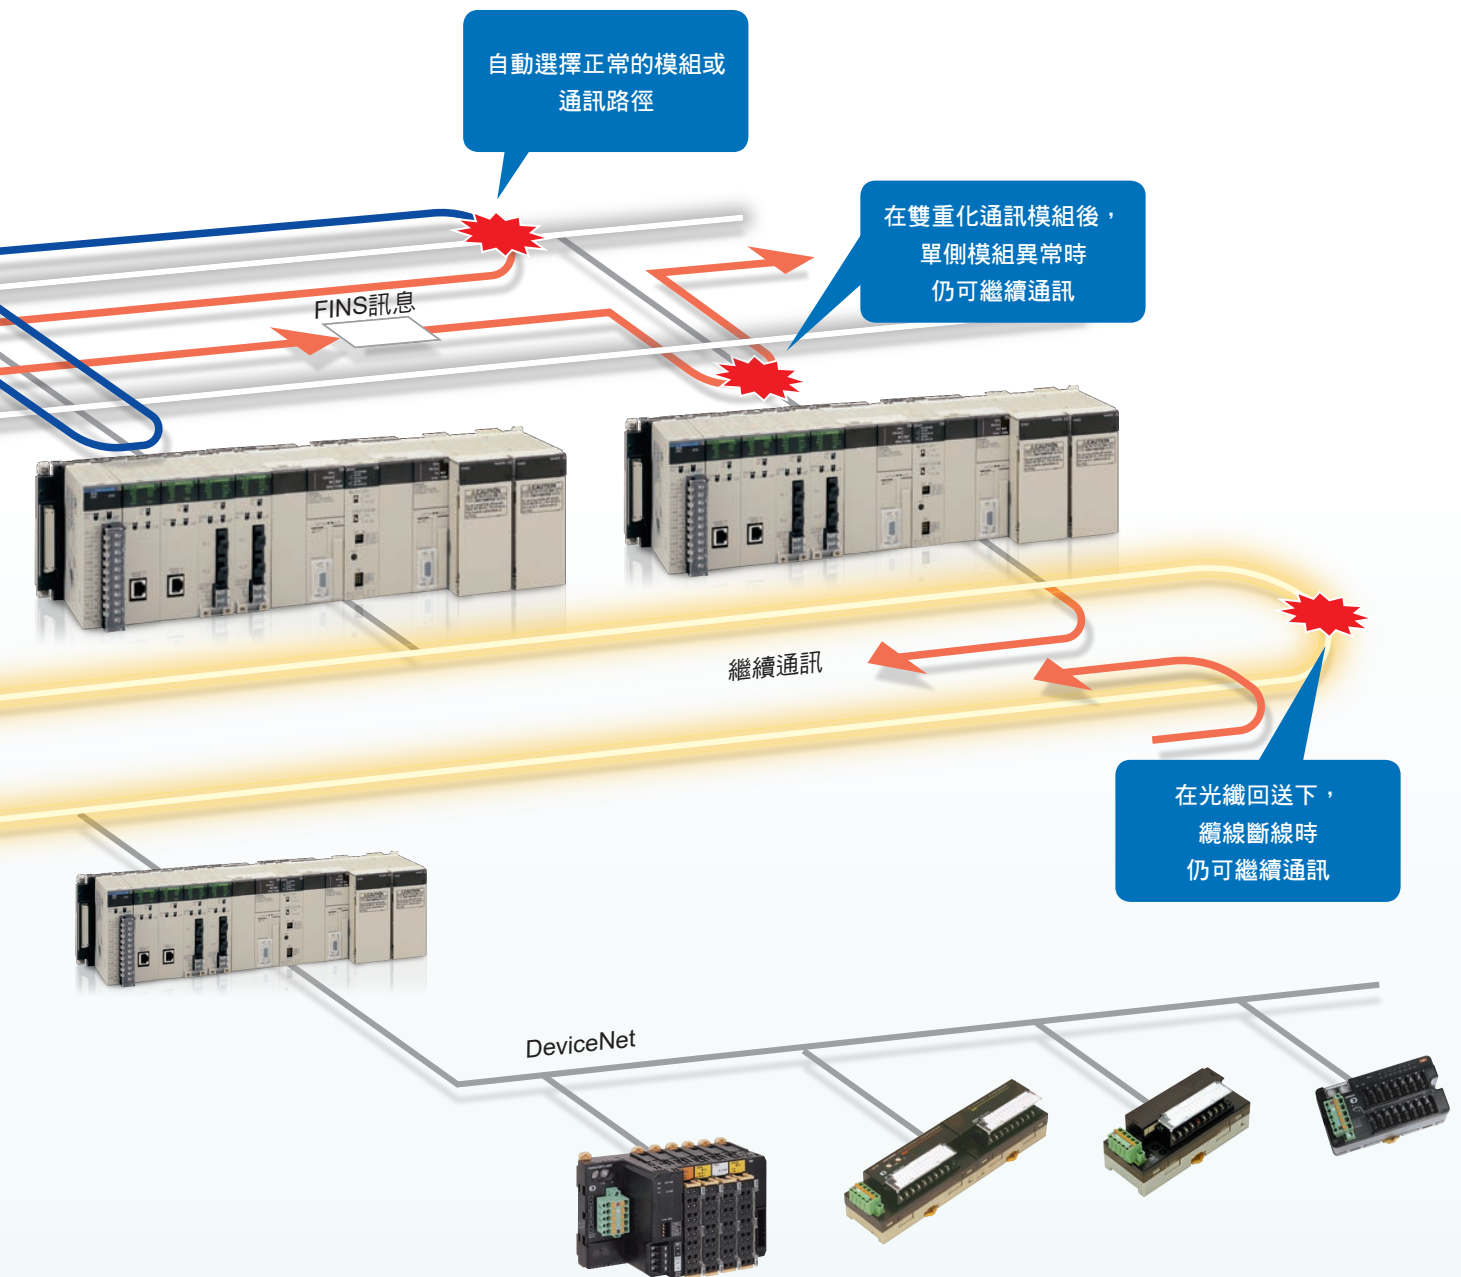 自動選擇正常的模組或
通訊路徑
在雙重化通訊模組後，
單側模組異常時
仍可繼續通訊
FINS訊息
繼續通訊
在光纖回送下，
纜線斷線時
仍可繼續通訊
DeviceNet